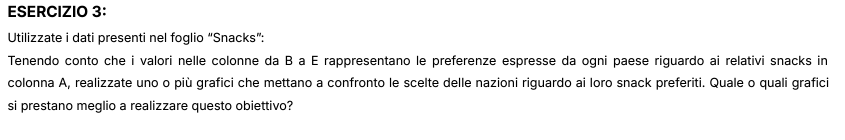 ESERCIZIO 3:
Utilizzate i dati presenti nel foglio “Snacks”:
Tenendo conto che i valori nelle colonne da B a E rappresentano le preferenze espresse da ogni paese riguardo ai relativi snacks in
colonna A, realizzate uno o più grafici che mettano a confronto le scelte delle nazioni riguardo ai loro snack preferiti. Quale o quali grafici
si prestano meglio a realizzare questo obiettivo?